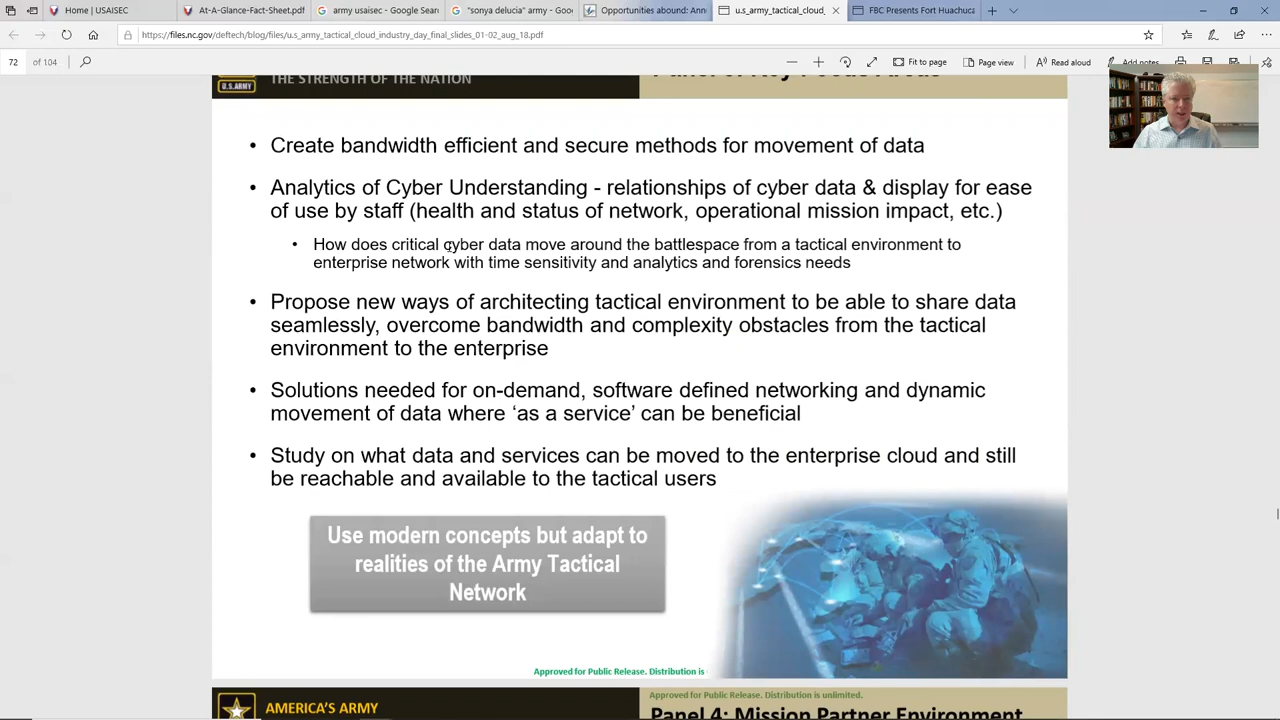 Home | USAISEC
At-A-Glance-Fact-Sheet.pdf
army usaisec - Google Sear
"sonya delucia" army - Goo
Opportunities abound: Ann
u.s_army_tactical_cloud_
FBC Presents Fort Huachuca
https://files.nc.gov/deftech/blog/files/u.s_army_tactical_cloud_industry_day_final_slides_01-02_aug_18.pdf
72 of 104
Fit to page
Page view
Read aloud
Add notes
U.S.ARMY
THE STRENGTH OF THE NATION
• Create bandwidth efficient and secure methods for movement of data
• Analytics of Cyber Understanding - relationships of cyber data & display for ease
of use by staff (health and status of network, operational mission impact, etc.)
• How does critical cyber data move around the battlespace from a tactical environment to
enterprise network with time sensitivity and analytics and forensics needs
• Propose new ways of architecting tactical environment to be able to share data
seamlessly, overcome bandwidth and complexity obstacles from the tactical
environment to the enterprise
• Solutions needed for on-demand, software defined networking and dynamic
movement of data where ‘as a service’ can be beneficial
• Study on what data and services can be moved to the enterprise cloud and still
be reachable and available to the tactical users
Use modern concepts but adapt to
realities of the Army Tactical
Network
Approved for Public Release. Distribution is
AMERICA'S ARMY
Approved for Public Release. Distribution is unlimited.
Panel 4: Mission Partner Environment